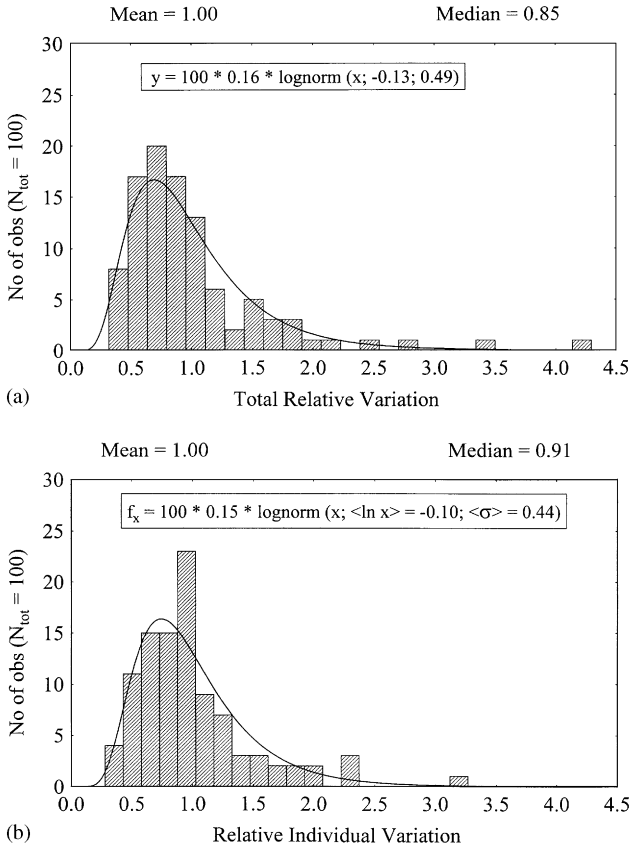 Mean = 1.00 Median = 0.85
30
25
20
15
10
5
0
No of obs (Ntot = 100)
y = 100 * 0.16 * lognorm (x; -0.13; 0.49)
0.0 0.5 1.0 1.5 2.0 2.5 3.0 3.5 4.0 4.5
(a) Total Relative Variation
Mean = 1.00 Median = 0.91
30
25
20
15
10
5
0
No of obs (Ntot = 100)
fx = 100 * 0.15 * lognorm (x; <ln x> = -0.10; <σ> = 0.44)
0.0 0.5 1.0 1.5 2.0 2.5 3.0 3.5 4.0 4.5
(b) Relative Individual Variation